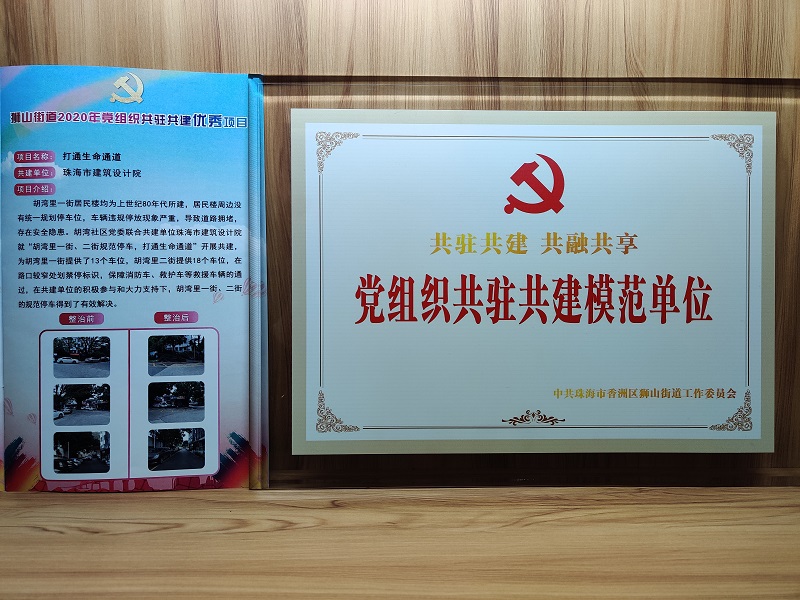 狮山街道2020年党组织共驻共建优秀项目
项目名称： 打通生命通道
共建单位： 珠海市建筑设计院
项目介绍：
胡湾里一街居民楼均为上世纪80年代所建，居民楼周边没
有统一规划停车位，车辆违规停放现象严重，导致道路拥堵，
存在安全隐患。胡湾社区党委联合共建单位珠海市建筑设计院
就“胡湾里一街、二街规范停车，打通生命通道”开展共建，
为胡湾里一街提供了13个车位，胡湾里二街提供18个车位，在
路口较窄处划禁停标识，保障消防车、救护车等救援车辆的通
过。在共建单位的积极参与和大力支持下，胡湾里一街、二街
的规范停车得到了有效解决。
整治前 整治后
共驻共建 共融共享
党组织共驻共建模范单位
中共珠海市香洲区狮山街道工作委员会